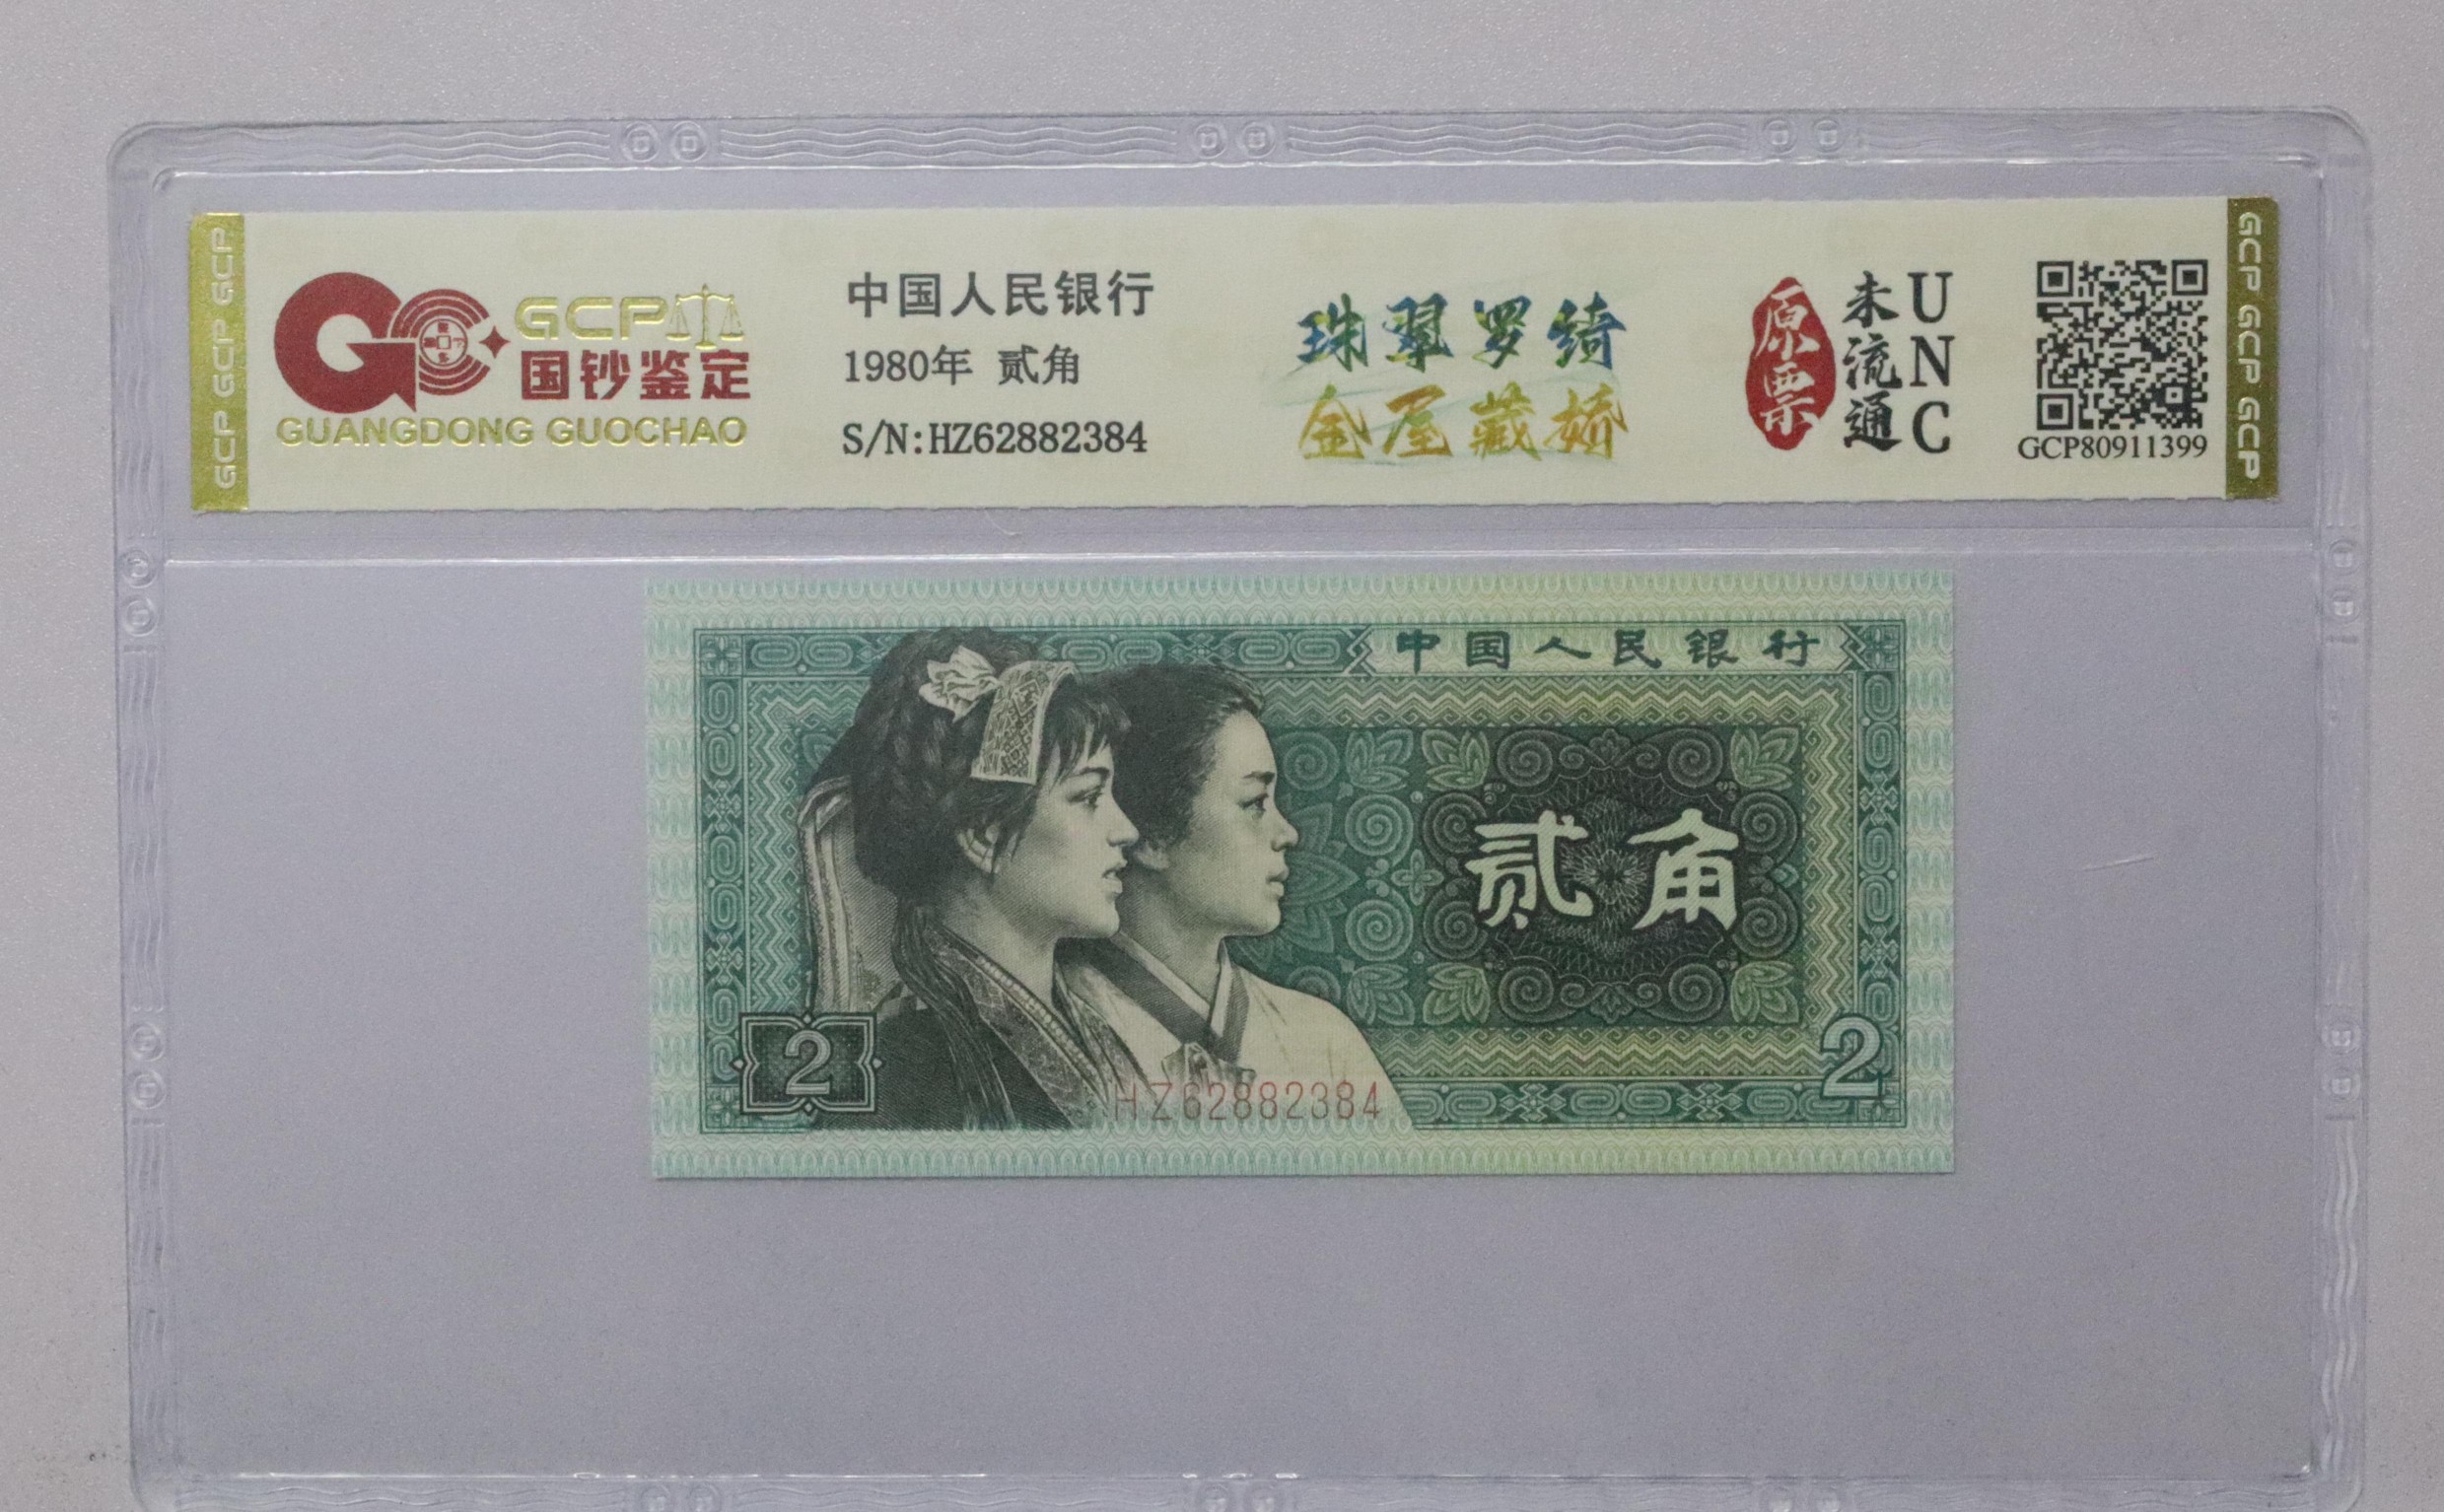 GCP GCP GCP
GCP
国钞鉴定
GUANGDONG GUOCHAO
中国人民银行
1980年 贰角
S/N:HZ62882384
珠翠罗绮
金屋藏娇
原票
未流通
UNC
GCP80911399
GCP GCP GCP GCP
中国人民银行
贰角
2
2
HZ62882384